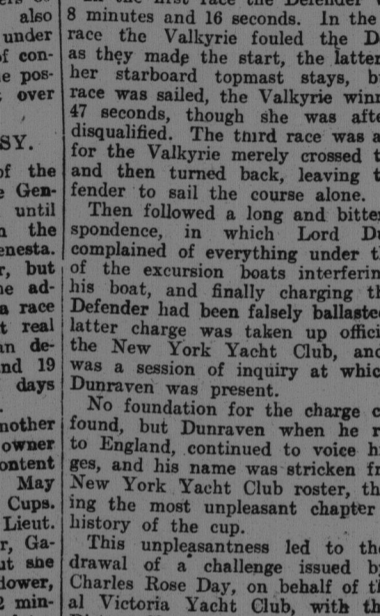 also
under
of con-
e pos-
over
SY.
of the
e Gen-
until
n the
enesta.
r, but
he ad-
a race
t real
an de-
nd 19
days
nother
owner
ontent
May
Cups.
Lieut.
r, Ga-
ut she
lower,
2 min-
8 minutes and 16 seconds. In the
race the Valkyrie fouled the D
as they made the start, the latter
her starboard topmast stays, b
race was sailed, the Valkyrie winn
47 seconds, though she was afte
disqualified. The third race was a
for the Valkyrie merely crossed t
and then turned back, leaving t
fender to sail the course alone.
Then followed a long and bitte
spondence, in which Lord Du
complained of everything under t
of the excursion boats interferin
his boat, and finally charging th
Defender had been falsely ballaste
latter charge was taken up offici
the New York Yacht Club, and
was a session of inquiry at whic
Dunraven was present.
No foundation for the charge c
found, but Dunraven when he r
to England, continued to voice h
ges, and his name was stricken fr
New York Yacht Club roster, th
ing the most unpleasant chapter
history of the cup.
This unpleasantness led to the
drawal of a challenge issued b
Charles Rose Day, on behalf of th
al Victoria Yacht Club, with th